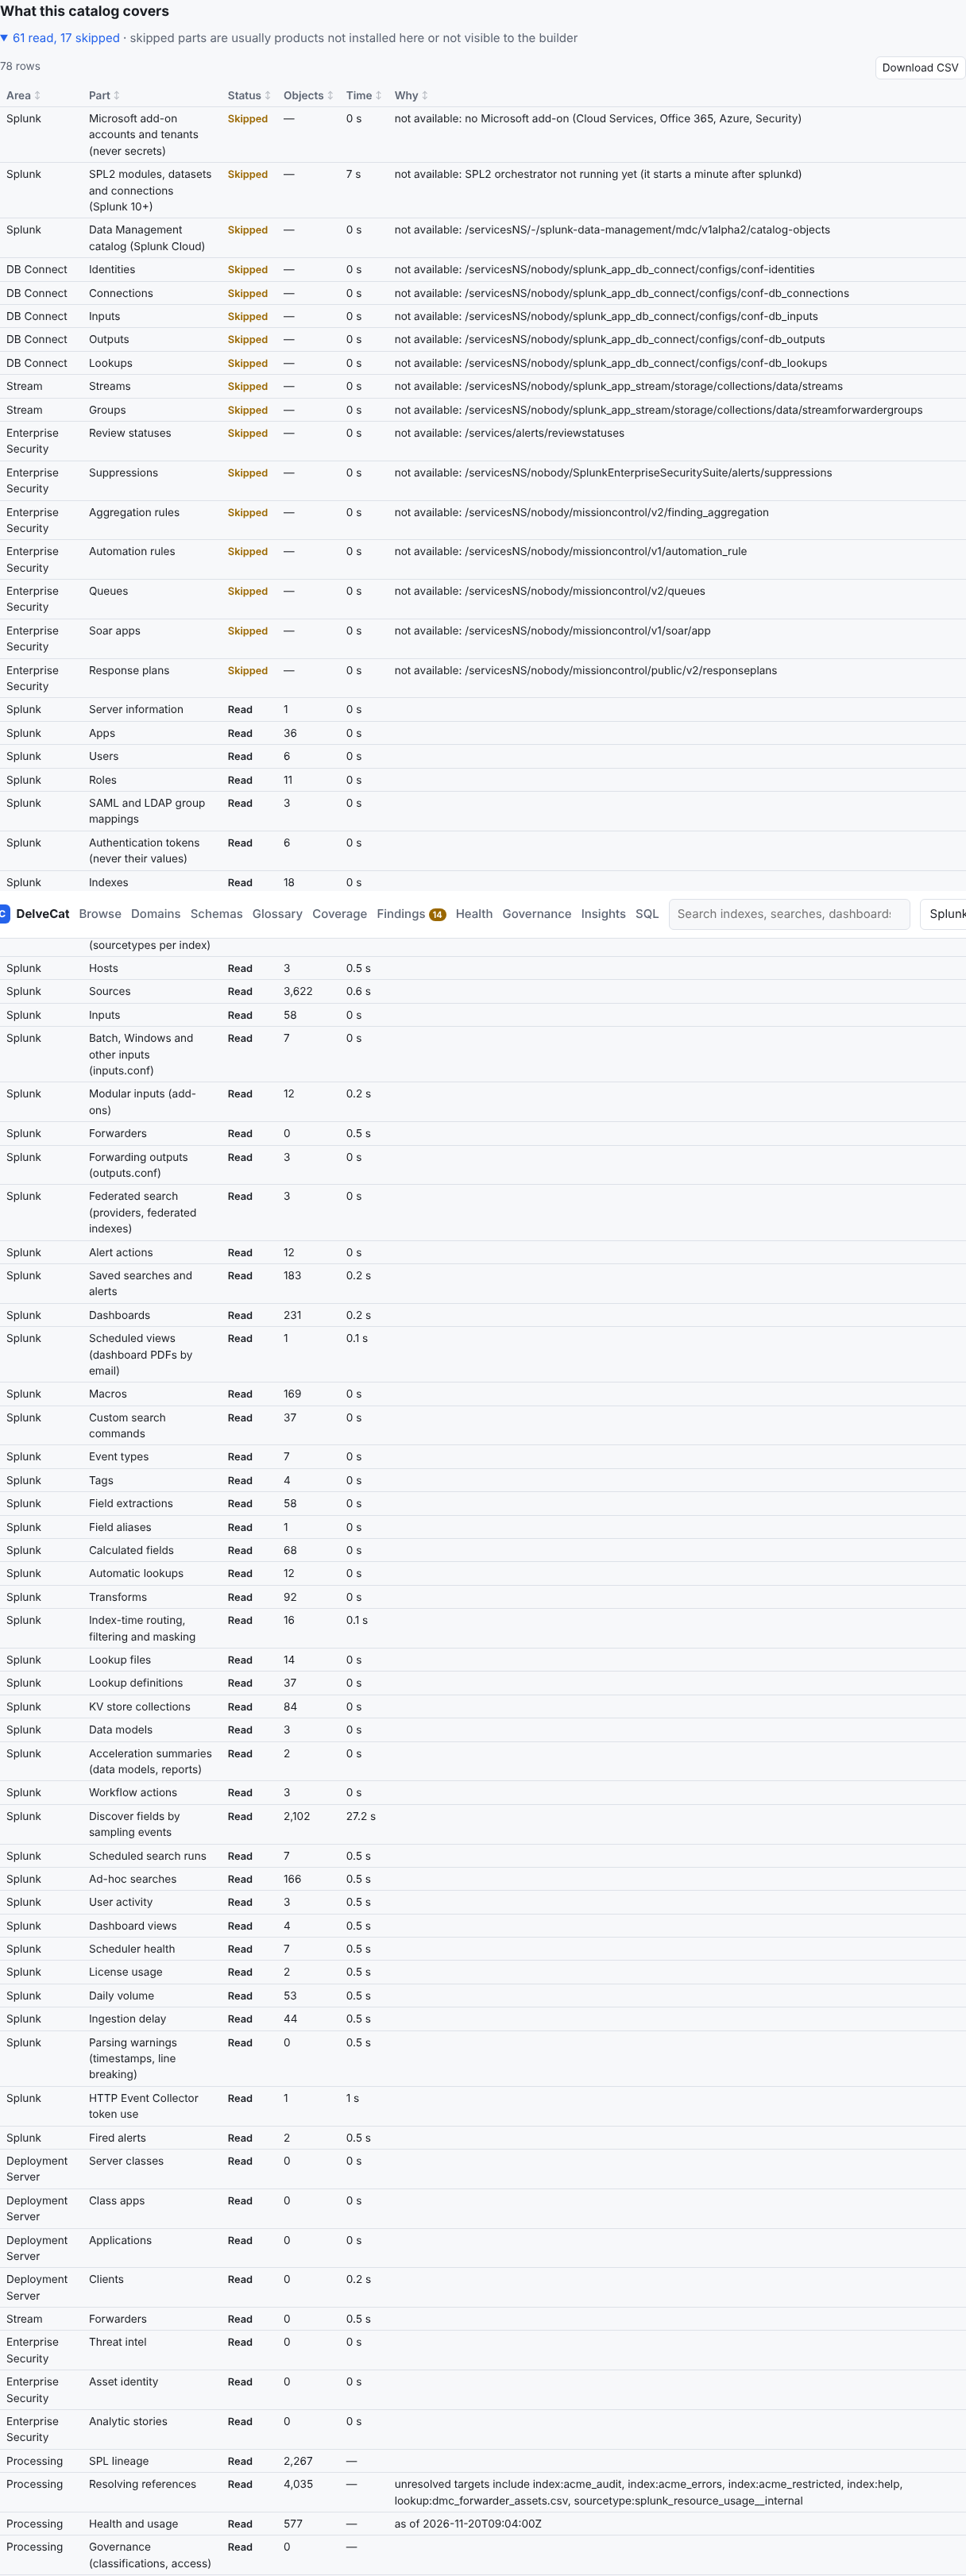 What this catalog covers
▼ 61 read, 17 skipped · skipped parts are usually products not installed here or not visible to the builder
78 rows
Download CSV
Area ↕ Part ↕ Status ↕ Objects ↕ Time ↕ Why ↕
Splunk Microsoft add-on Skipped — 0 s not available: no Microsoft add-on (Cloud Services, Office 365, Azure, Security)
accounts and tenants
(never secrets)
Splunk SPL2 modules, datasets Skipped — 7 s not available: SPL2 orchestrator not running yet (it starts a minute after splunkd)
and connections
(Splunk 10+)
Splunk Data Management Skipped — 0 s not available: /servicesNS/-/splunk-data-management/mdc/v1alpha2/catalog-objects
catalog (Splunk Cloud)
DB Connect Identities Skipped — 0 s not available: /servicesNS/nobody/splunk_app_db_connect/configs/conf-identities
DB Connect Connections Skipped — 0 s not available: /servicesNS/nobody/splunk_app_db_connect/configs/conf-db_connections
DB Connect Inputs Skipped — 0 s not available: /servicesNS/nobody/splunk_app_db_connect/configs/conf-db_inputs
DB Connect Outputs Skipped — 0 s not available: /servicesNS/nobody/splunk_app_db_connect/configs/conf-db_outputs
DB Connect Lookups Skipped — 0 s not available: /servicesNS/nobody/splunk_app_db_connect/configs/conf-db_lookups
Stream Streams Skipped — 0 s not available: /servicesNS/nobody/splunk_app_stream/storage/collections/data/streams
Stream Groups Skipped — 0 s not available: /servicesNS/nobody/splunk_app_stream/storage/collections/data/streamforwardergroups
Enterprise Review statuses Skipped — 0 s not available: /services/alerts/reviewstatuses
Security
Enterprise Suppressions Skipped — 0 s not available: /servicesNS/nobody/SplunkEnterpriseSecuritySuite/alerts/suppressions
Security
Enterprise Aggregation rules Skipped — 0 s not available: /servicesNS/nobody/missioncontrol/v2/finding_aggregation
Security
Enterprise Automation rules Skipped — 0 s not available: /servicesNS/nobody/missioncontrol/v1/automation_rule
Security
Enterprise Queues Skipped — 0 s not available: /servicesNS/nobody/missioncontrol/v2/queues
Security
Enterprise Soar apps Skipped — 0 s not available: /servicesNS/nobody/missioncontrol/v1/soar/app
Security
Enterprise Response plans Skipped — 0 s not available: /servicesNS/nobody/missioncontrol/public/v2/responseplans
Security
Splunk Server information Read 1 0 s
Splunk Apps Read 36 0 s
Splunk Users Read 6 0 s
Splunk Roles Read 11 0 s
Splunk SAML and LDAP group Read 3 0 s
mappings
Splunk Authentication tokens Read 6 0 s
(never their values)
Splunk Indexes Read 18 0 s
C DelveCat Browse Domains Schemas Glossary Coverage Findings 14 Health Governance Insights SQL Search indexes, searches, dashboards Splunk
(sourcetypes per index)
Splunk Hosts Read 3 0.5 s
Splunk Sources Read 3,622 0.6 s
Splunk Inputs Read 58 0 s
Splunk Batch, Windows and Read 7 0 s
other inputs
(inputs.conf)
Splunk Modular inputs (add- Read 12 0.2 s
ons)
Splunk Forwarders Read 0 0.5 s
Splunk Forwarding outputs Read 3 0 s
(outputs.conf)
Splunk Federated search Read 3 0 s
(providers, federated
indexes)
Splunk Alert actions Read 12 0 s
Splunk Saved searches and Read 183 0.2 s
alerts
Splunk Dashboards Read 231 0.2 s
Splunk Scheduled views Read 1 0.1 s
(dashboard PDFs by
email)
Splunk Macros Read 169 0 s
Splunk Custom search Read 37 0 s
commands
Splunk Event types Read 7 0 s
Splunk Tags Read 4 0 s
Splunk Field extractions Read 58 0 s
Splunk Field aliases Read 1 0 s
Splunk Calculated fields Read 68 0 s
Splunk Automatic lookups Read 12 0 s
Splunk Transforms Read 92 0 s
Splunk Index-time routing, Read 16 0.1 s
filtering and masking
Splunk Lookup files Read 14 0 s
Splunk Lookup definitions Read 37 0 s
Splunk KV store collections Read 84 0 s
Splunk Data models Read 3 0 s
Splunk Acceleration summaries Read 2 0 s
(data models, reports)
Splunk Workflow actions Read 3 0 s
Splunk Discover fields by Read 2,102 27.2 s
sampling events
Splunk Scheduled search runs Read 7 0.5 s
Splunk Ad-hoc searches Read 166 0.5 s
Splunk User activity Read 3 0.5 s
Splunk Dashboard views Read 4 0.5 s
Splunk Scheduler health Read 7 0.5 s
Splunk License usage Read 2 0.5 s
Splunk Daily volume Read 53 0.5 s
Splunk Ingestion delay Read 44 0.5 s
Splunk Parsing warnings Read 0 0.5 s
(timestamps, line
breaking)
Splunk HTTP Event Collector Read 1 1 s
token use
Splunk Fired alerts Read 2 0.5 s
Deployment Server classes Read 0 0 s
Server
Deployment Class apps Read 0 0 s
Server
Deployment Applications Read 0 0 s
Server
Deployment Clients Read 0 0.2 s
Server
Stream Forwarders Read 0 0.5 s
Enterprise Threat intel Read 0 0 s
Security
Enterprise Asset identity Read 0 0 s
Security
Enterprise Analytic stories Read 0 0 s
Security
Processing SPL lineage Read 2,267 —
Processing Resolving references Read 4,035 — unresolved targets include index:acme_audit, index:acme_errors, index:acme_restricted, index:help,
lookup:dmc_forwarder_assets.csv, sourcetype:splunk_resource_usage__internal
Processing Health and usage Read 577 — as of 2026-11-20T09:04:00Z
Processing Governance Read 0 —
(classifications, access)